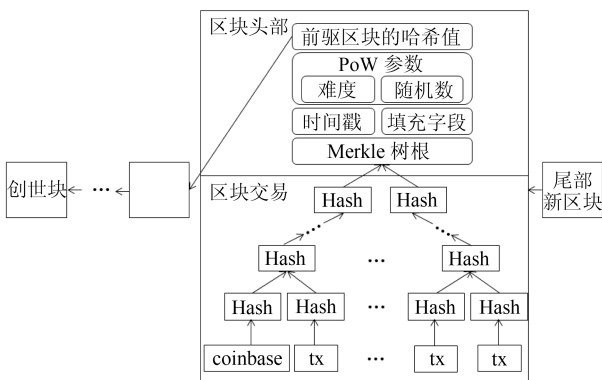 区块头部
前驱区块的哈希值
PoW 参数
难度 随机数
时间戳 填充字段
Merkle 树根
创世块 ··· 区块交易 尾部
新区块
Hash Hash
··· ···
Hash ··· Hash
Hash Hash ··· Hash Hash
coinbase tx ··· tx tx